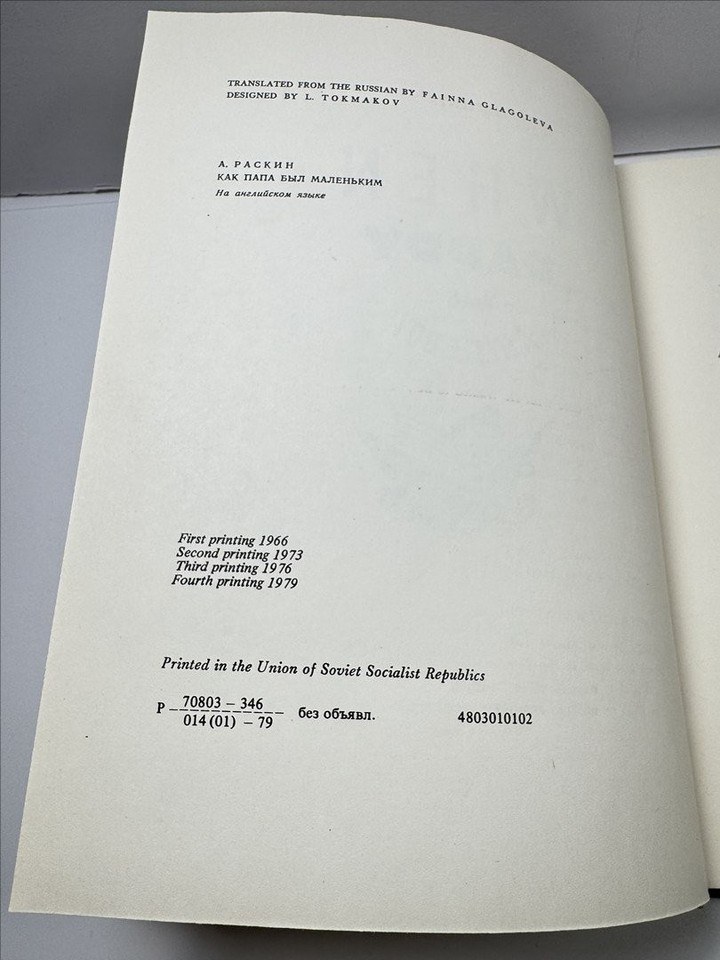 TRANSLATED FROM THE RUSSIAN BY FAINNA GLAGOLEVA
DESIGNED BY L. TOKMAKOV
А. РАСКИН
КАК ПАПА БЫЛ МАЛЕНЬКИМ
На английском языке
First printing 1966
Second printing 1973
Third printing 1976
Fourth printing 1979
Printed in the Union of Soviet Socialist Republics
Р — 70803 — 346
014 (01) — 79 без объявл. 4803010102